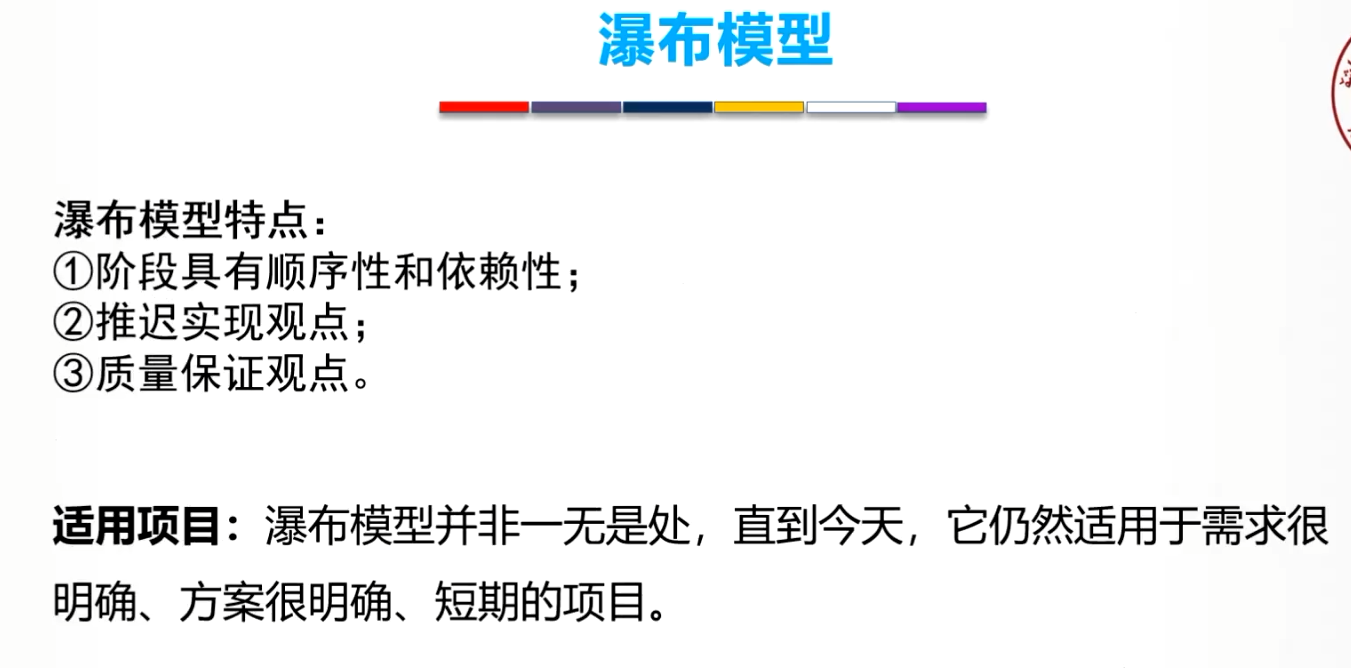 瀑布模型
瀑布模型特点：
①阶段具有顺序性和依赖性；
②推迟实现观点；
③质量保证观点。
适用项目：瀑布模型并非一无是处，直到今天，它仍然适用于需求很
明确、方案很明确、短期的项目。